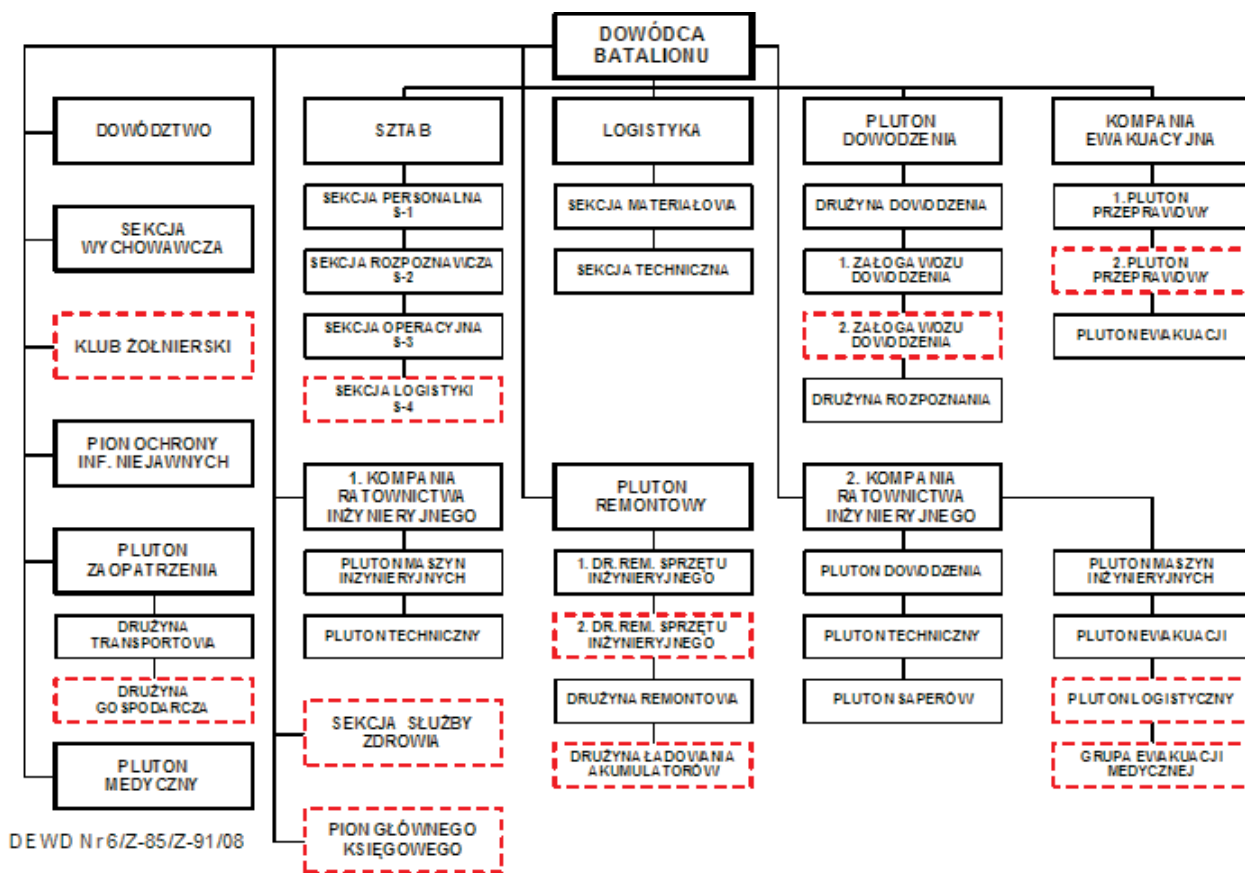 DOWÓDCA
BATALIONU
DOWÓDZTWO
SZTAB
LOGISTYKA
PLUTON
DOWODZENIA
KOMPANIA
EWAKUACYJNA
SEKCJA PERSONALNA
S-1
SEKCJA MATERIAŁOWA
DRUŻYNA DOWODZENIA
1. PLUTON
PRZEPRAWOWY
SEKCJA
WYCHOWAWCZA
SEKCJA ROZPOZNAWCZA
S-2
SEKCJA TECHNICZNA
1. ZAŁOGA WOZU
DOWODZENIA
2. PLUTON
PRZEPRAWOWY
KLUB ŻOŁNIERSKI
SEKCJA OPERACYJNA
S-3
2. ZAŁOGA WOZU
DOWODZENIA
PLUTON EWAKUACJI
SEKCJA LOGISTYKI
S-4
DRUŻYNA ROZPOZNANIA
PION OCHRONY
INF. NIEJAWNYCH
1. KOMPANIA
RATOWNICTWA
INŻYNIERYJNEGO
PLUTON
REMONTOWY
2. KOMPANIA
RATOWNICTWA
INŻYNIERYJNEGO
PLUTON
ZAOPATRZENIA
PLUTON MASZYN
INŻYNIERYJNYCH
1. DR. REM. SPRZĘTU
INŻYNIERYJNEGO
PLUTON DOWODZENIA
PLUTON MASZYN
INŻYNIERYJNYCH
DRUŻYNA
TRANSPORTOWA
PLUTON TECHNICZNY
2. DR. REM. SPRZĘTU
INŻYNIERYJNEGO
PLUTON TECHNICZNY
PLUTON EWAKUACJI
DRUŻYNA
GOSPODARCZA
SEKCJA SŁUŻBY
ZDROWIA
DRUŻYNA REMONTOWA
PLUTON SAPERÓW
PLUTON LOGISTYCZNY
PLUTON
MEDYCZNY
DRUŻYNA ŁADOWANIA
AKUMULATORÓW
GRUPA EWAKUACJI
MEDYCZNEJ
PION GŁÓWNEGO
KSIĘGOWEGO
DEWD Nr 6/Z-85/Z-91/08